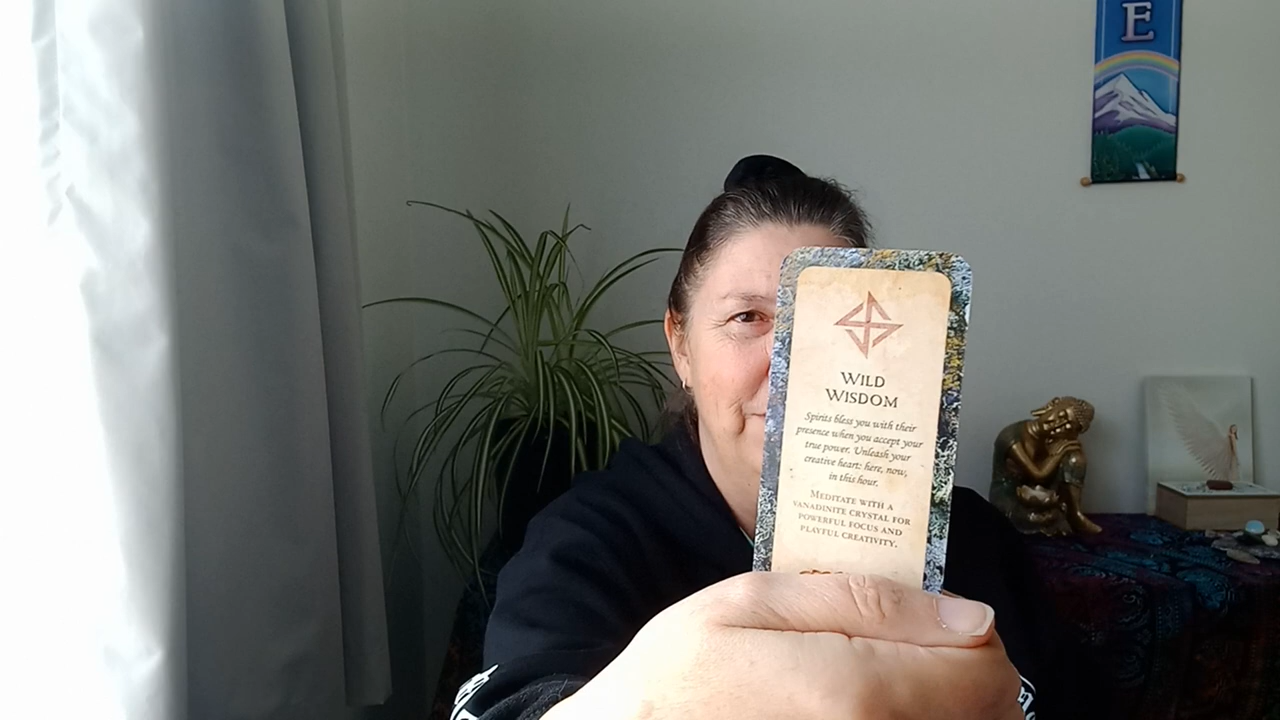 E
WILD
WISDOM
Spirits bless you with their
presence when you accept your
true power. Unleash your
creative heart: here, now,
in this hour.
MEDITATE WITH A
VANADINITE CRYSTAL FOR
POWERFUL FOCUS AND
PLAYFUL CREATIVITY.